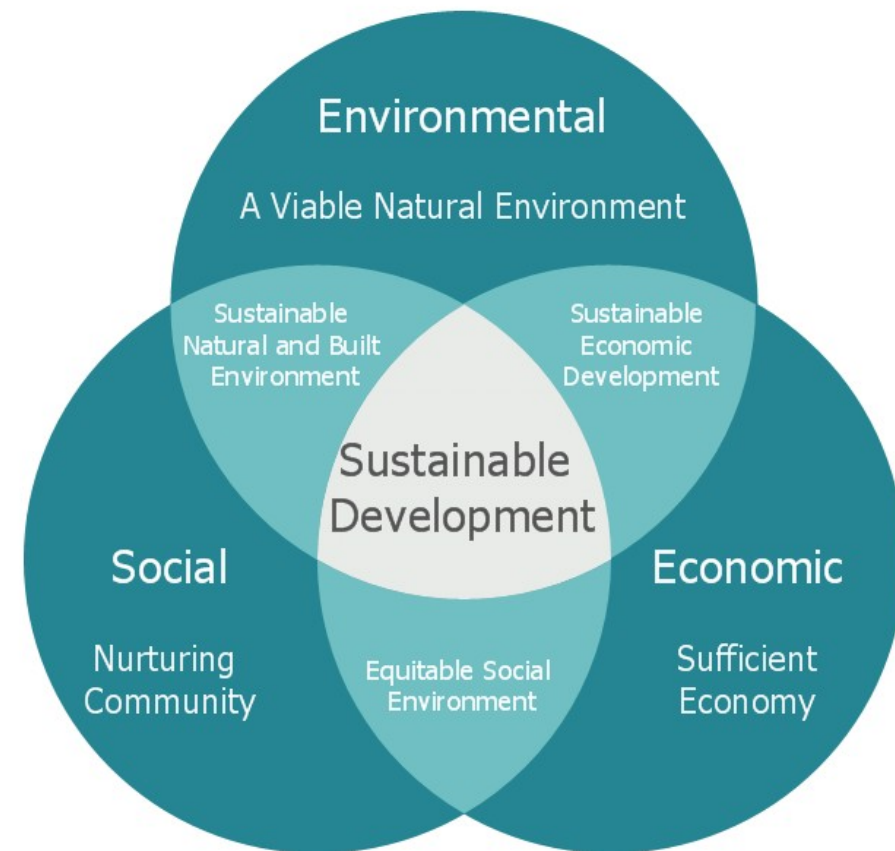 Environmental
A Viable Natural Environment
Sustainable
Natural and Built
Environment
Sustainable
Economic
Development
Sustainable
Development
Social
Nurturing
Community
Equitable Social
Environment
Economic
Sufficient
Economy